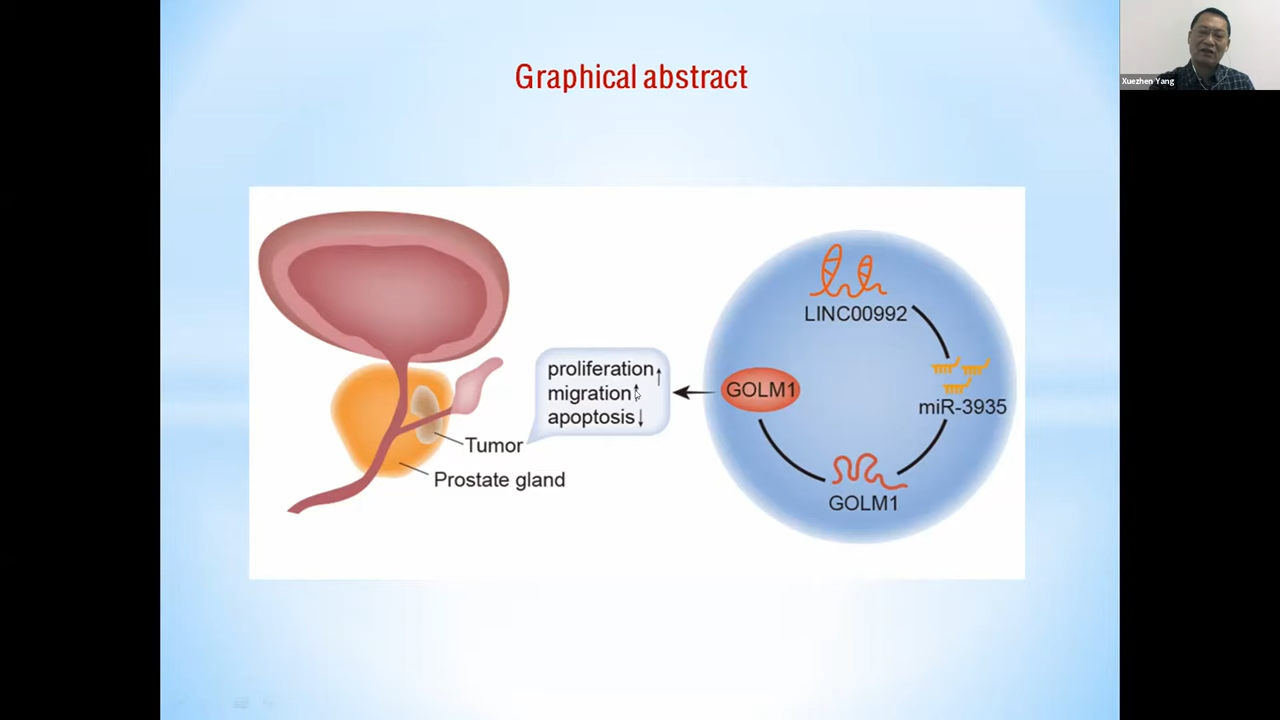 Graphical abstract
Xuezhen Yang
proliferation↑
migration↑
apoptosis↓
Tumor
Prostate gland
LINC00992
miR-3935
GOLM1
GOLM1